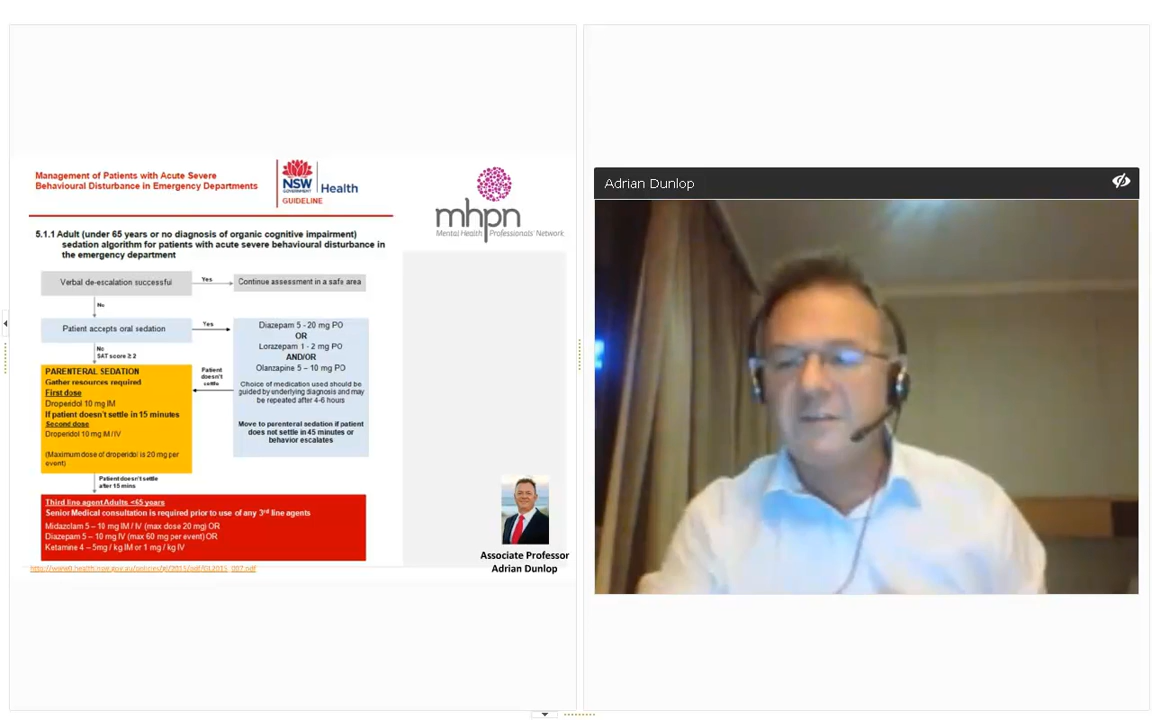 Management of Patients with Acute Severe
Behavioural Disturbance in Emergency Departments
NSW
GOVERNMENT
Health
GUIDELINE
mhpn
Mental Health Professionals' Network
5.1.1 Adult (under 65 years or no diagnosis of organic cognitive impairment)
sedation algorithm for patients with acute severe behavioural disturbance in
the emergency department
Verbal de-escalation successful
Yes
Continue assessment in a safe area
No
Patient accepts oral sedation
Yes
Diazepam 5 - 20 mg PO
OR
Lorazepam 1 - 2 mg PO
AND/OR
Olanzapine 5 – 10 mg PO
Choice of medication used should be
guided by underlying diagnosis and may
be repeated after 4-6 hours
Move to parenteral sedation if patient
does not settle in 45 minutes or
behavior escalates
No
SAT score ≥ 2
Patient
doesn't
settle
PARENTERAL SEDATION
Gather resources required
First dose
Droperidol 10 mg IM
If patient doesn't settle in 15 minutes
Second dose
Droperidol 10 mg IM / IV
(Maximum dose of droperidol is 20 mg per
event)
Patient doesn't settle
after 15 mins
Third line agent Adults <65 years
Senior Medical consultation is required prior to use of any 3rd line agents
Midazolam 5 – 10 mg IM / IV (max dose 20 mg) OR
Diazepam 5 – 10 mg IV (max 60 mg per event) OR
Ketamine 4 – 5mg / kg IM or 1 mg / kg IV
Associate Professor
Adrian Dunlop
Adrian Dunlop